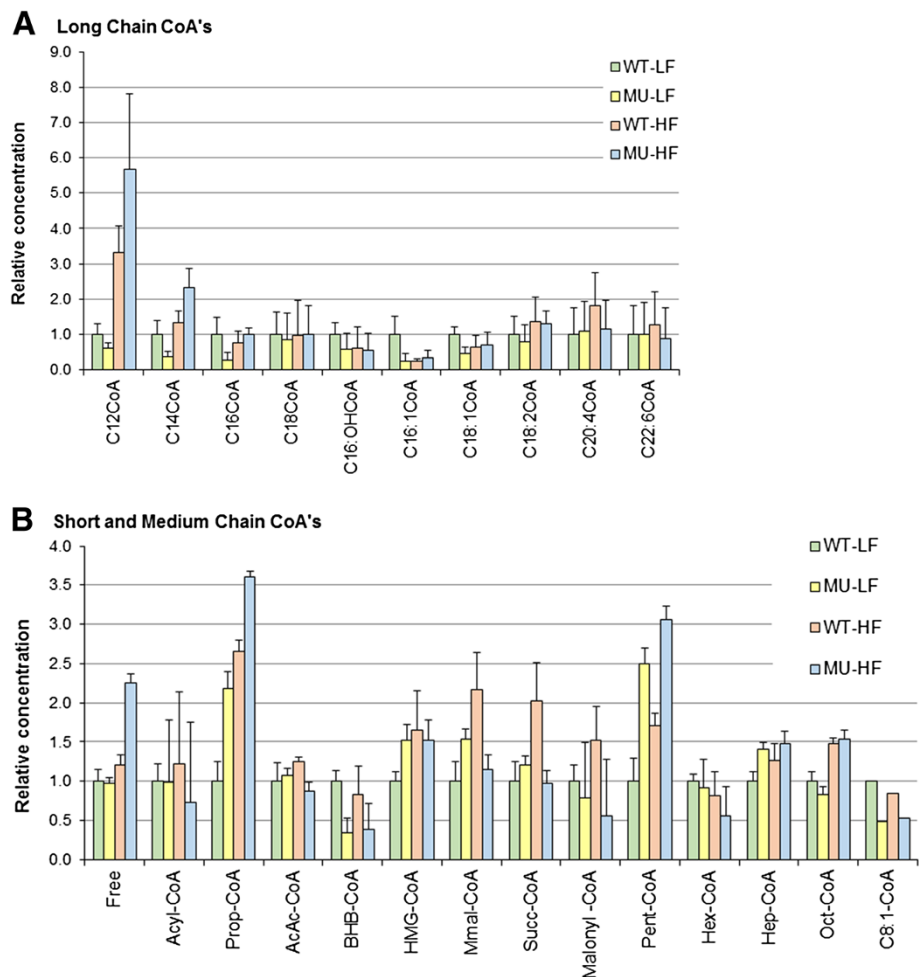 A Long Chain CoA's
9.0
8.0
7.0
6.0
5.0
4.0
3.0
2.0
1.0
0.0
Relative concentration
WT-LF
MU-LF
WT-HF
MU-HF
C12CoA
C14CoA
C16CoA
C18CoA
C16:OHCoA
C16:1CoA
C18:1CoA
C18:2CoA
C20:4CoA
C22:6CoA
B Short and Medium Chain CoA's
4.0
3.5
3.0
2.5
2.0
1.5
1.0
0.5
0.0
Relative concentration
WT-LF
MU-LF
WT-HF
MU-HF
Free
Acyl-CoA
Prop-CoA
AcAc-CoA
BHB-CoA
HMG-CoA
Mmal-CoA
Succ-CoA
Malonyl -CoA
Pent-CoA
Hex-CoA
Hep-CoA
Oct-CoA
C8:1-CoA